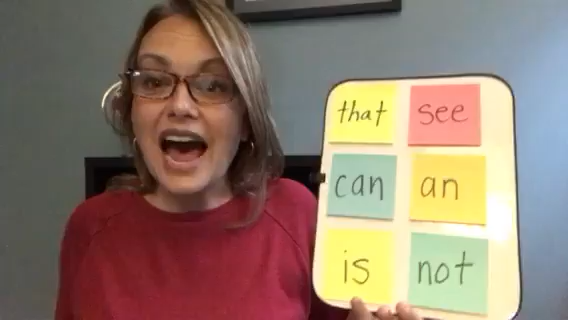 that see
can an
is not